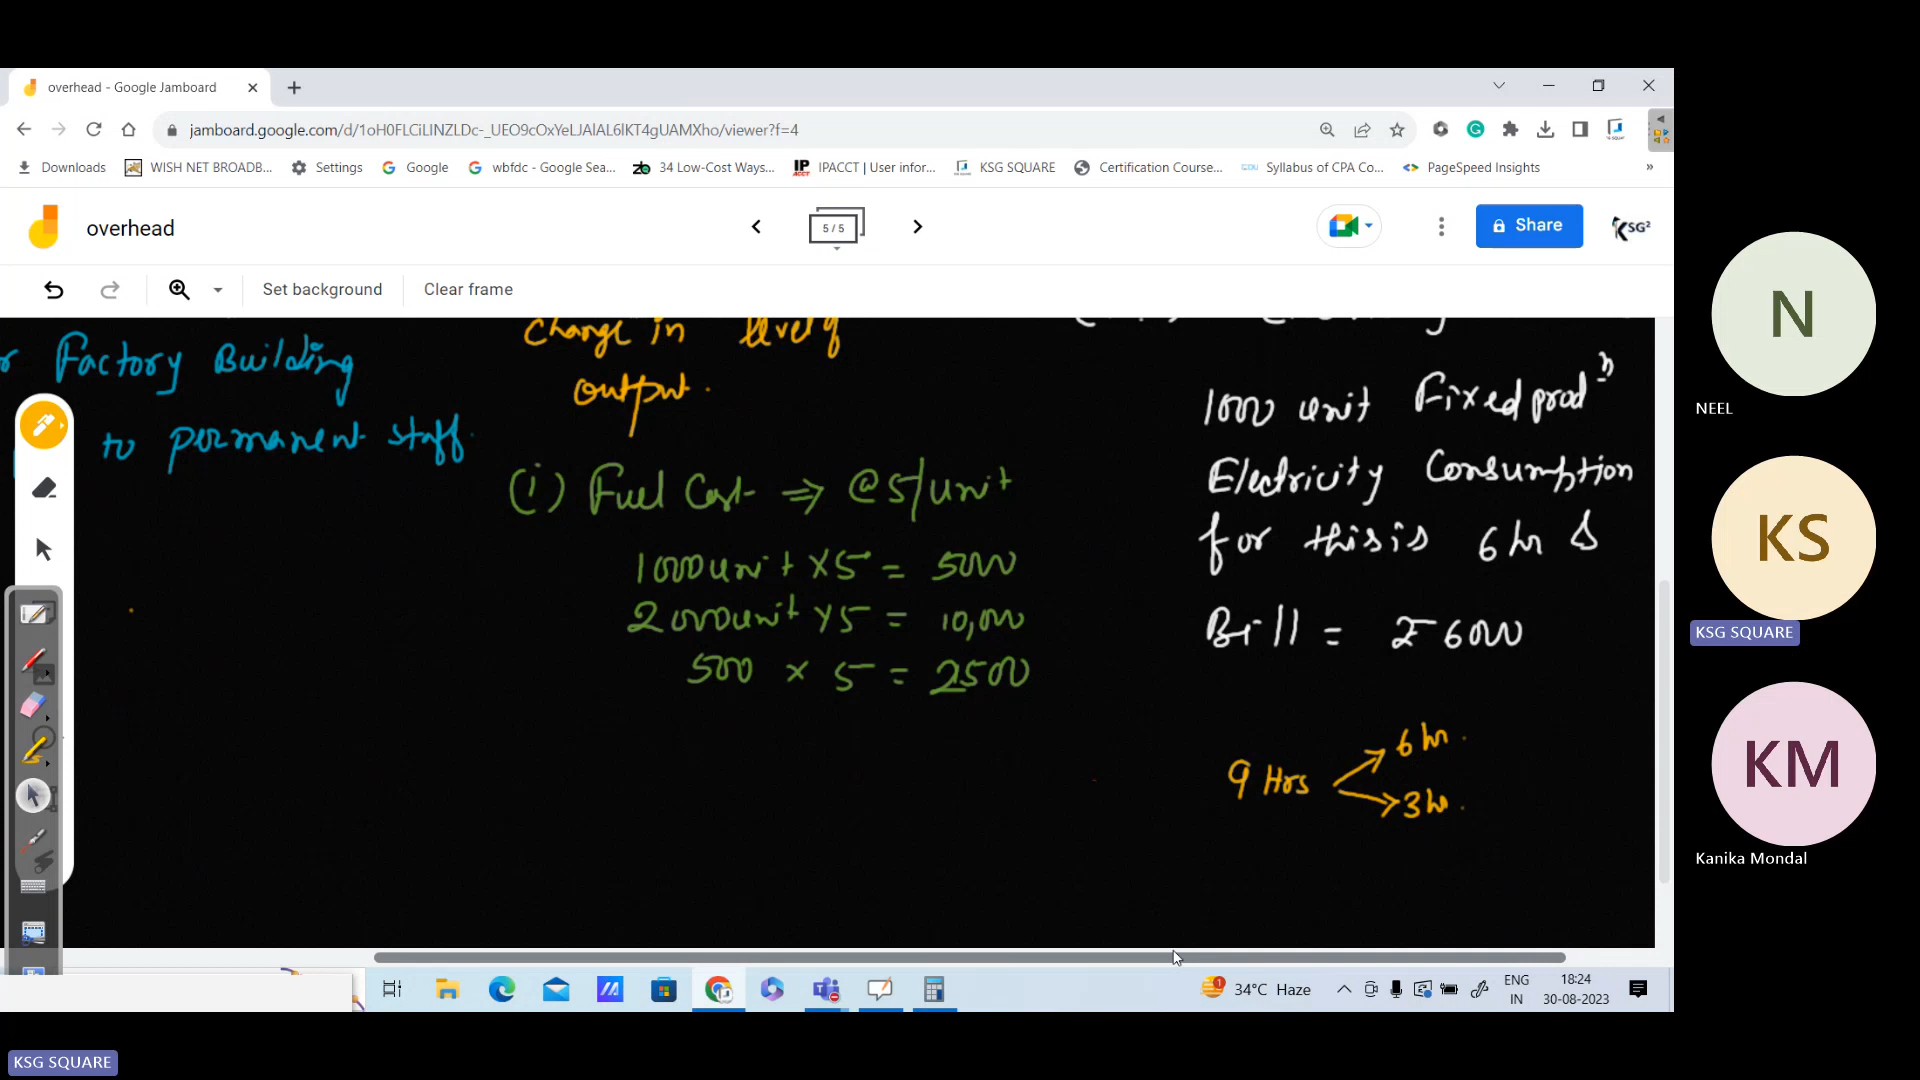 overhead - Google Jamboard
jamboard.google.com/d/1oH0FLCiLINZLDc-_UEO9cOxYeLJAlAL6lKT4gUAMXho/viewer?f=4
Downloads
WISH NET BROADB...
Settings
Google
wbfdc - Google Sea...
34 Low-Cost Ways...
IPACCT | User infor...
KSG SQUARE
Certification Course...
Syllabus of CPA Co...
PageSpeed Insights
overhead
5 / 5
Share
KSG²
Set background
Clear frame
r Factory Building
to permanent staff.
Change in level of
output.
(i) Fuel Cost ⇒ @ 5/unit
1000 unit × 5 = 5000
2000 unit × 5 = 10,000
500 × 5 = 2500
1000 unit Fixed prodⁿ
Electricity Consumption
for this is 6 hr &
Bill = ₹ 6000
9 Hrs
6 hr.
3 hr.
34°C Haze
ENG
IN
18:24
30-08-2023
N
NEEL
KS
KSG SQUARE
KM
Kanika Mondal
KSG SQUARE